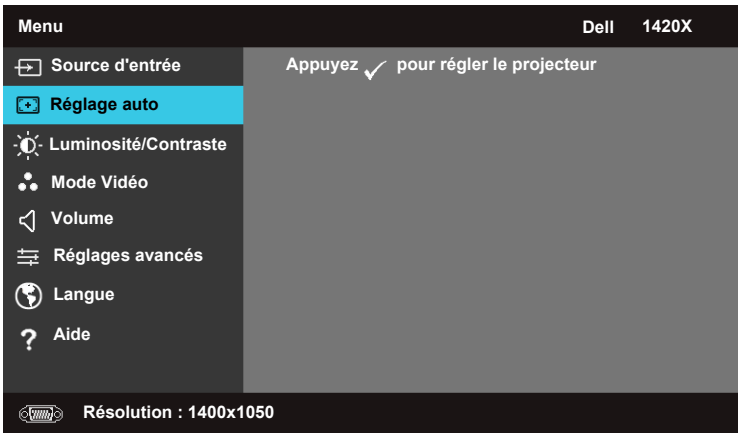 Menu Dell 1420X
Source d'entrée
Appuyez ✓ pour régler le projecteur
Réglage auto
Luminosité/Contraste
Mode Vidéo
Volume
Réglages avancés
Langue
Aide
Résolution : 1400x1050